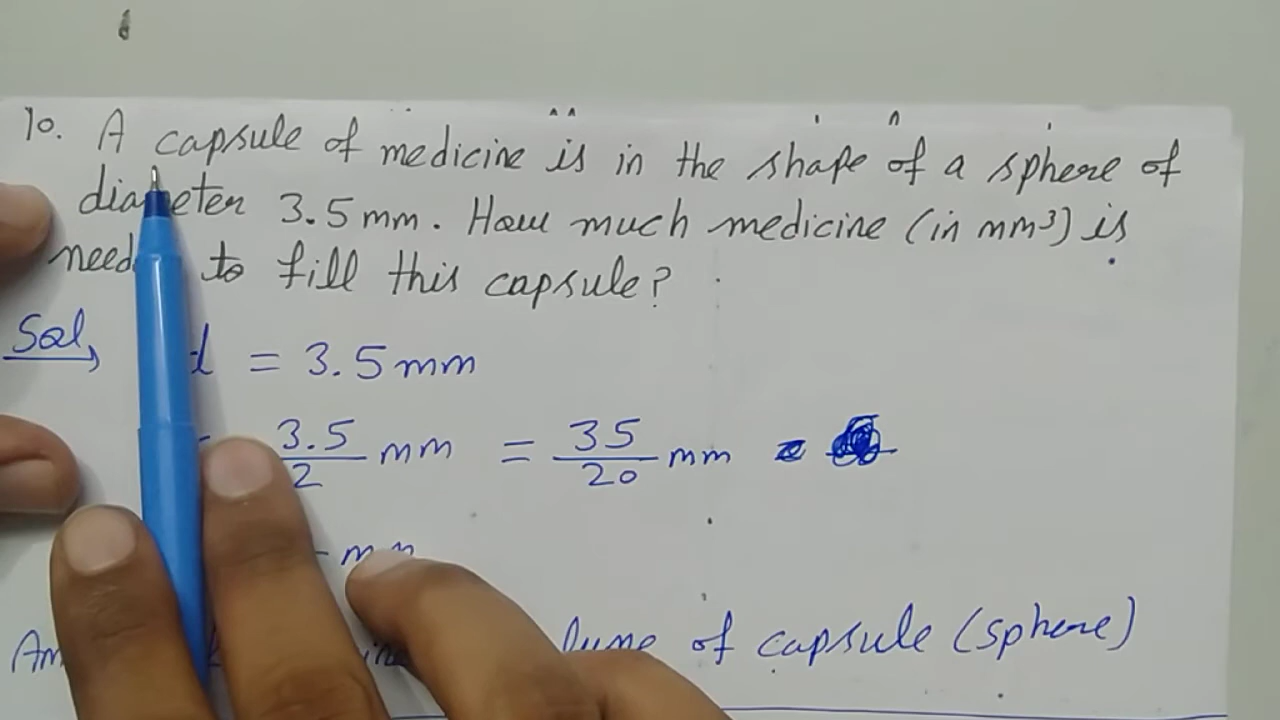 10. A capsule of medicine is in the shape of a sphere of
diameter 3.5 mm. How much medicine (in mm³) is
to fill this capsule?
Sol, d = 3.5 mm
3.5/2 mm = 35/20 mm =
mm
of capsule (sphere)